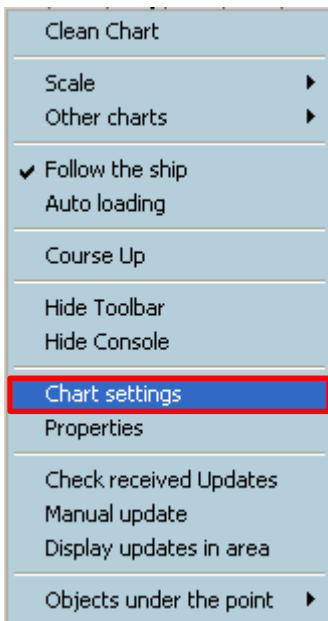 Clean Chart
Scale
Other charts
Follow the ship
Auto loading
Course Up
Hide Toolbar
Hide Console
Chart settings
Properties
Check received Updates
Manual update
Display updates in area
Objects under the point